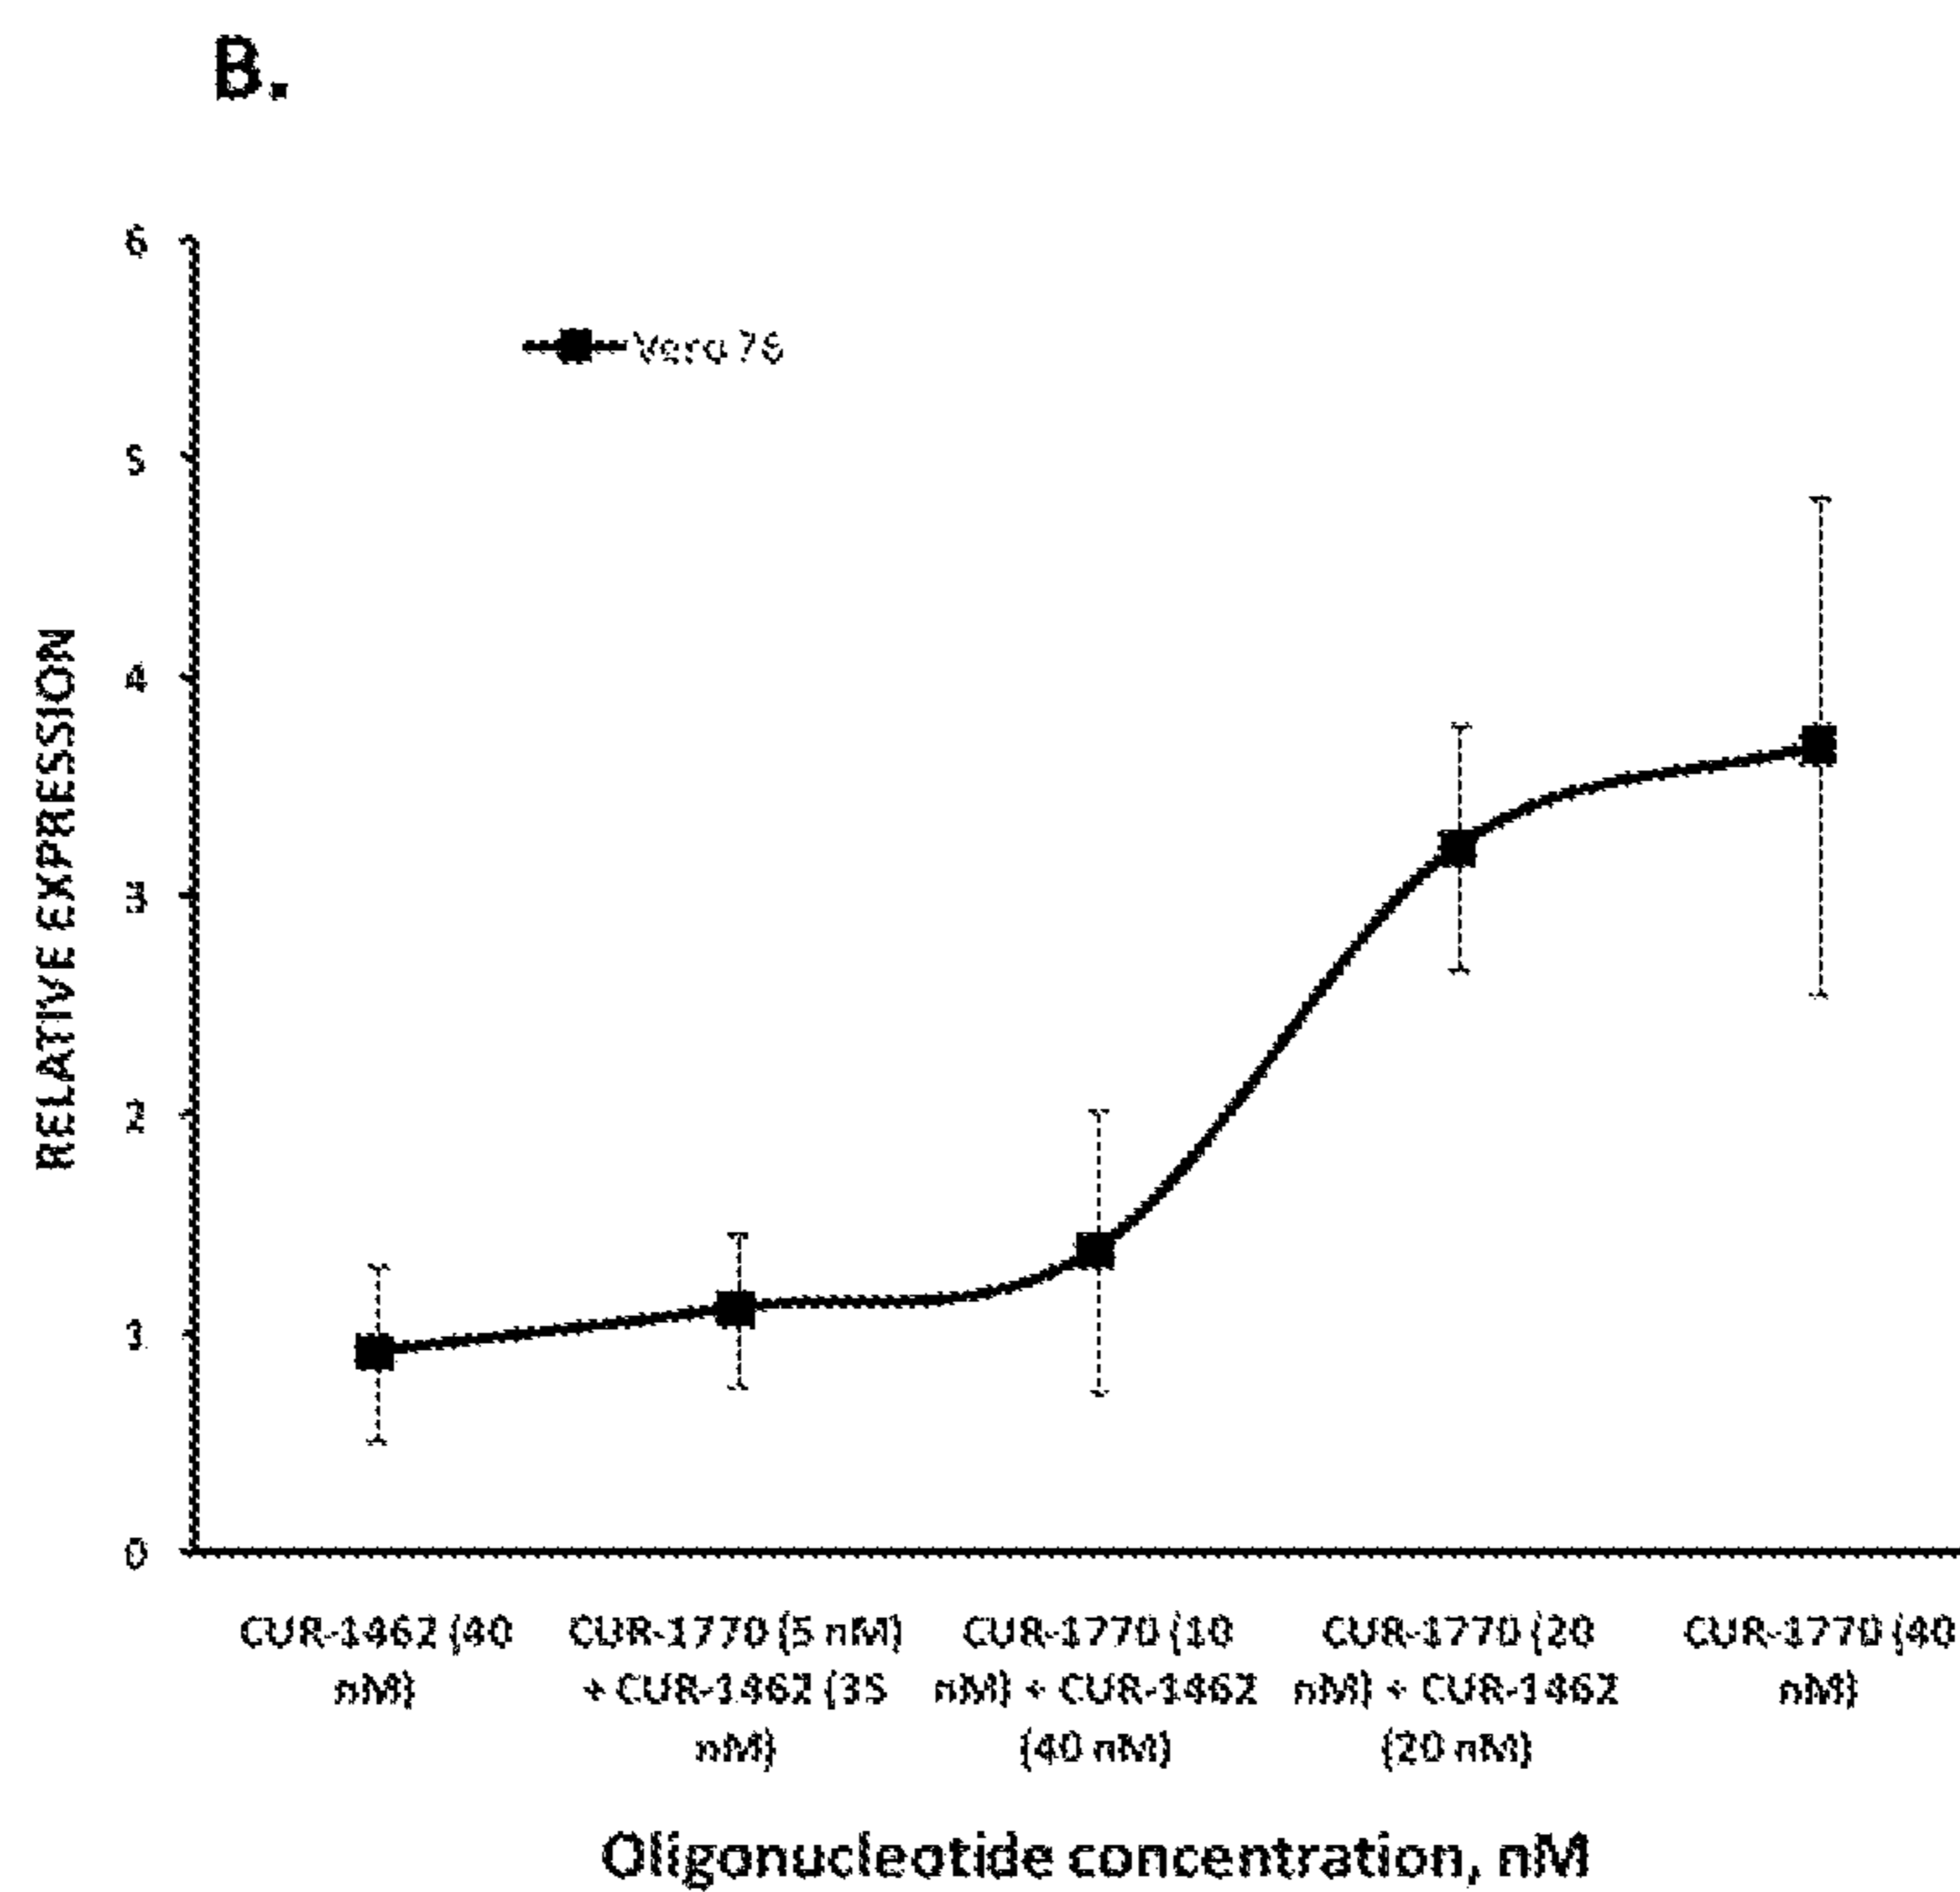 B.
6
Vero 76
5
4
3
2
1
0
RELATIVE EXPRESSION
CUR-1462 (40
nM)
CUR-1770 (5 nM)
+ CUR-1462 (35
nM)
CUR-1770 (10
nM) + CUR-1462
(40 nM)
CUR-1770 (20
nM) + CUR-1462
(20 nM)
CUR-1770 (40
nM)
Oligonucleotide concentration, nM